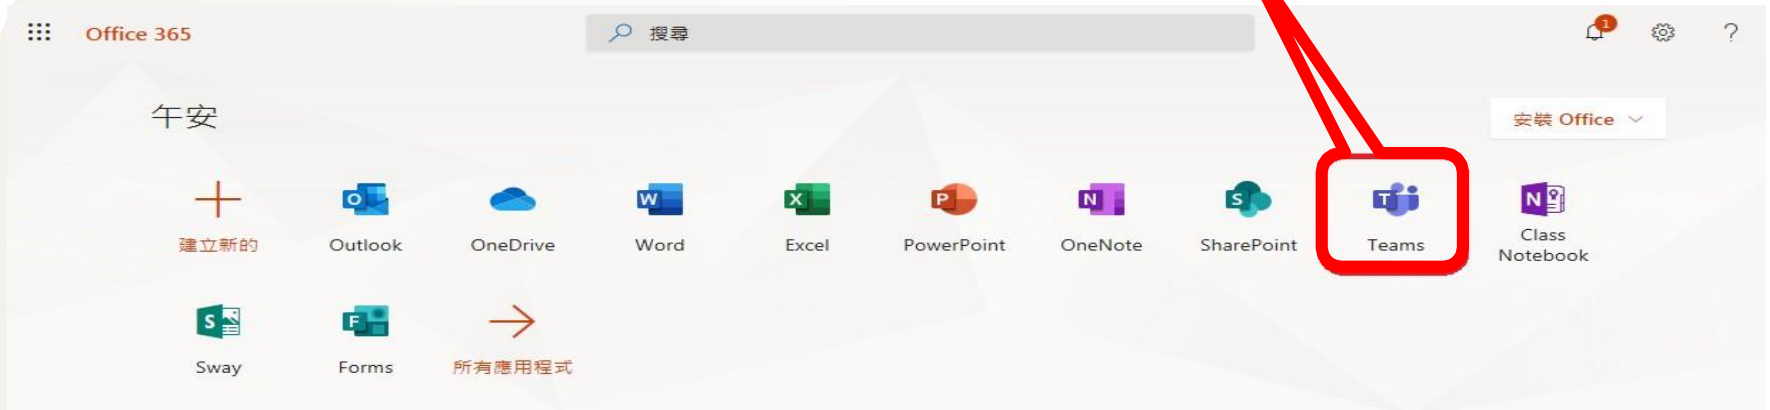 Office 365
搜尋
1
?
午安
安裝 Office
建立新的
Outlook
OneDrive
Word
Excel
PowerPoint
OneNote
SharePoint
Teams
Class
Notebook
Sway
Forms
所有應用程式